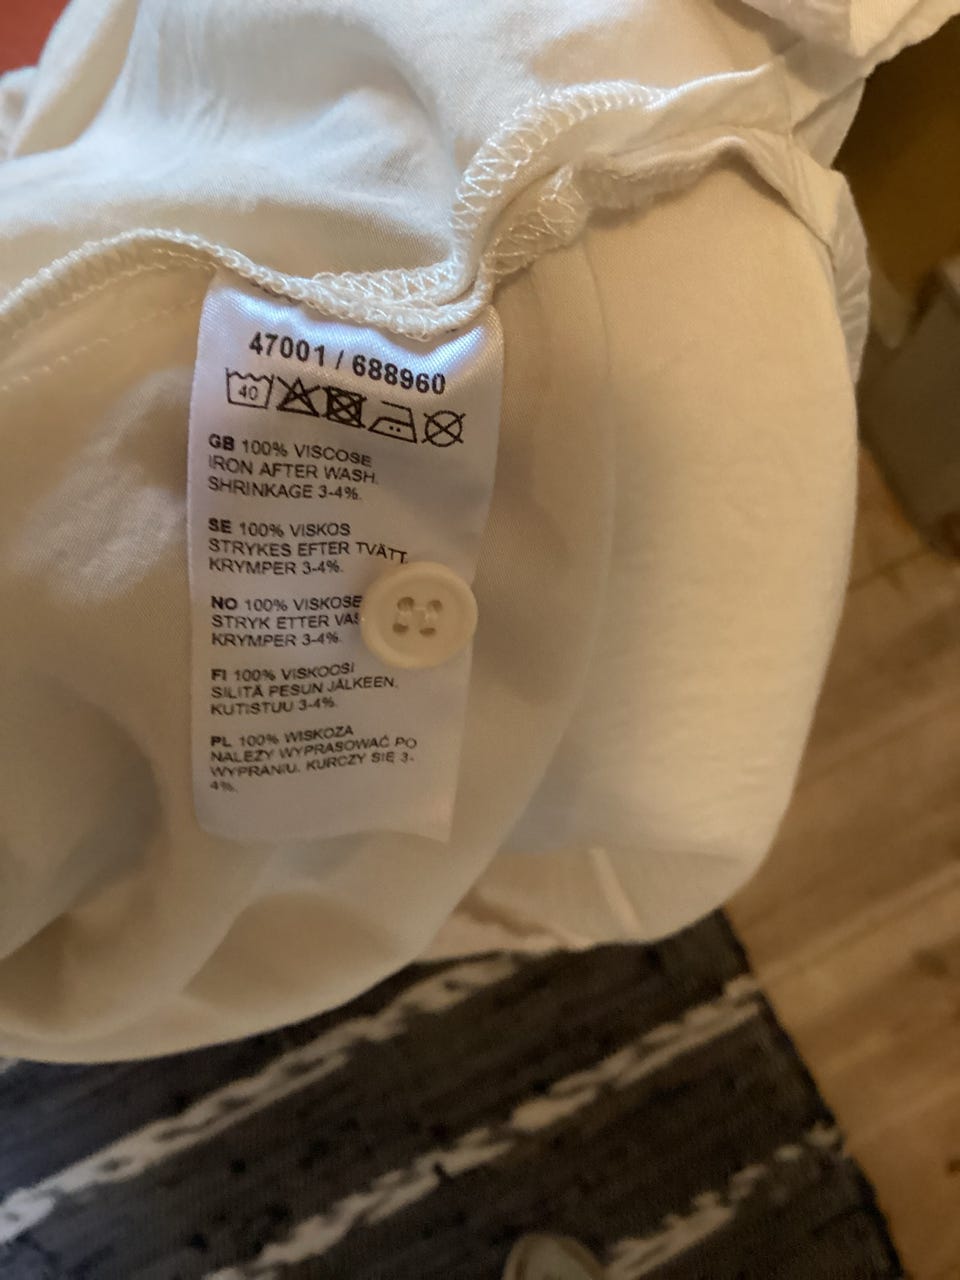 47001 / 688960
40
GB 100% VISCOSE
IRON AFTER WASH.
SHRINKAGE 3-4%.
SE 100% VISKOS
STRYKES EFTER TVÄTT.
KRYMPER 3-4%.
NO 100% VISKOSE
STRYK ETTER
KRYMPER 3-4%.
FI 100% VISKOOSI
SILITÄ PESUN JÄLKEEN.
KUTISTUU 3-4%.
PL 100% WISKOZA
NALEŻY WYPRASOWAĆ PO
WYPRANIU. KURCZY SIĘ 3-
4%.